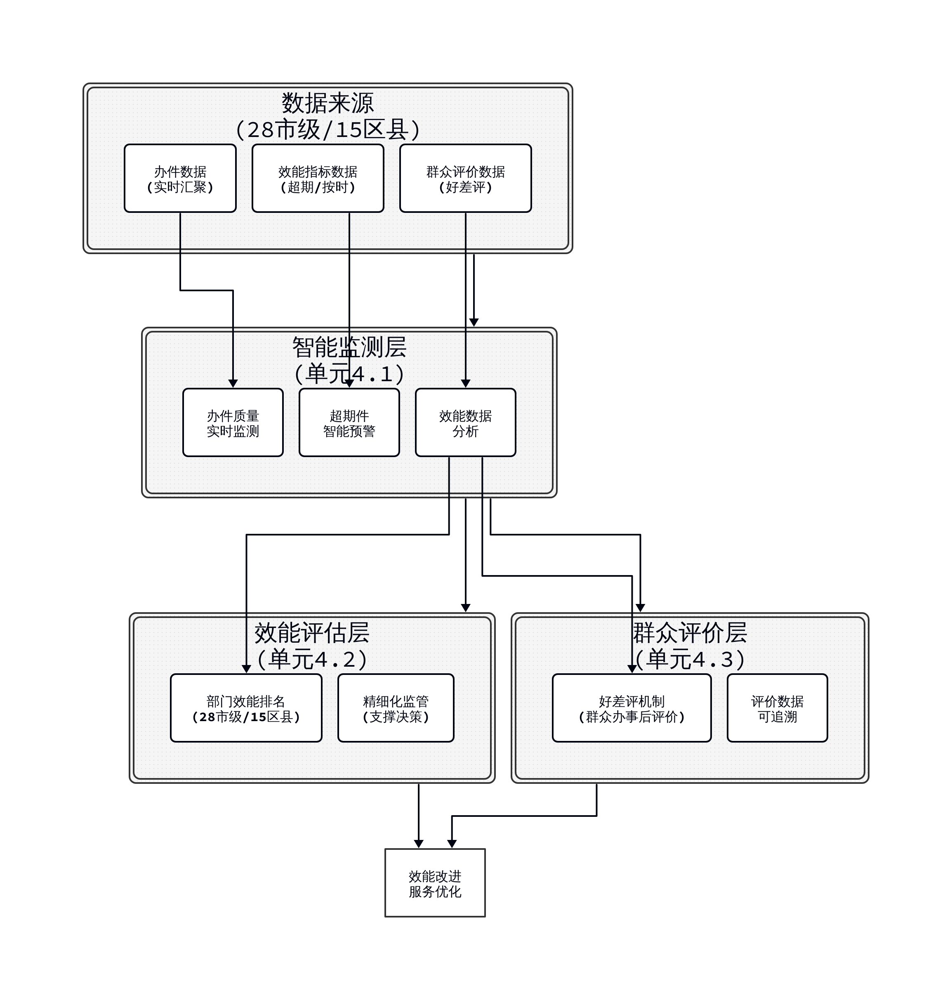 数据来源
（28市级/15区县）
办件数据
(实时汇聚)
效能指标数据
(超期/按时)
群众评价数据
(好差评)
智能监测层
（单元4.1）
办件质量
实时监测
超期件
智能预警
效能数据
分析
效能评估层
（单元4.2）
部门效能排名
(28市级/15区县)
精细化监管
(支撑决策)
群众评价层
（单元4.3）
好差评机制
(群众办事后评价)
评价数据
可追溯
效能改进
服务优化